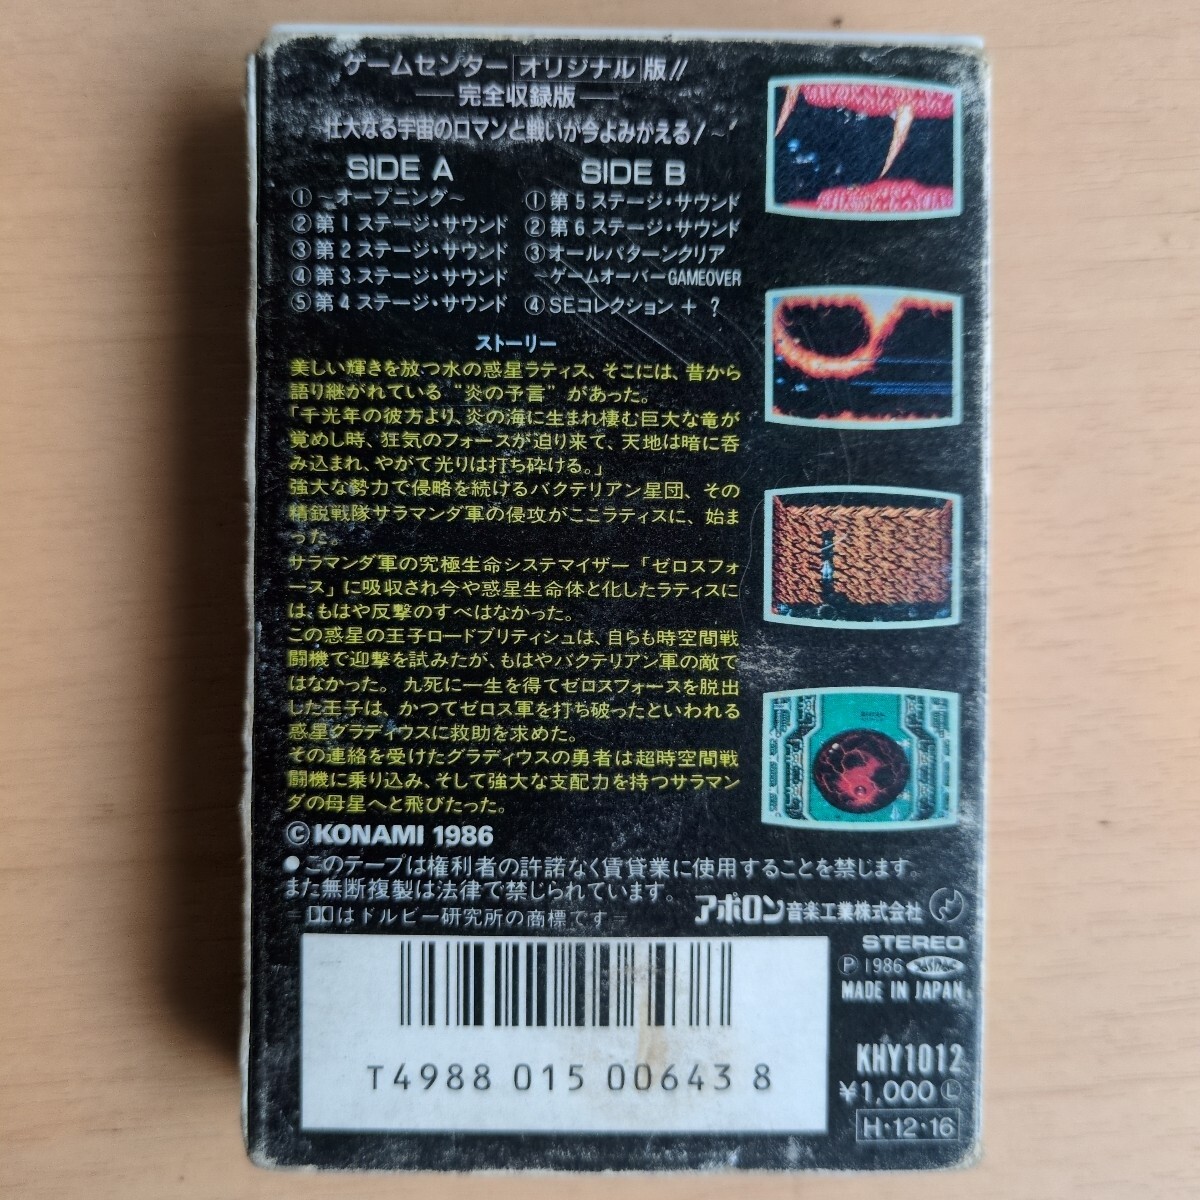 ゲームセンターオリジナル版!!
—完全収録版—
〜壮大なる宇宙のロマンと戦いが今よみがえる!〜
SIDE A
① 〜オープニング〜
② 第1ステージ・サウンド
③ 第2ステージ・サウンド
④ 第3ステージ・サウンド
⑤ 第4ステージ・サウンド
SIDE B
① 第5ステージ・サウンド
② 第6ステージ・サウンド
③ オールパターンクリア
〜ゲームオーバーGAMEOVER
④ SEコレクション + ?
ストーリー
美しい輝きを放つ水の惑星ラティス、そこには、昔から
語り継がれている "炎の予言" があった。
「千光年の彼方より、炎の海に生まれ棲む巨大な竜が
覚めし時、狂気のフォースが迫り来て、天地は暗に呑
み込まれ、やがて光りは打ち砕ける。」
強大な勢力で侵略を続けるバクテリアン星団、その
精鋭戦隊サラマンダ軍の侵攻がここラティスに、始ま
った。
サラマンダ軍の究極生命システマイザー「ゼロスフォ
ース」に吸収され今や惑星生命体と化したラティスに
は、もはや反撃のすべはなかった。
この惑星の王子ロードブリティシュは、自らも時空間戦
闘機で迎撃を試みたが、もはやバクテリアン軍の敵で
はなかった。九死に一生を得てゼロスフォースを脱出
した王子は、かつてゼロス軍を打ち破ったといわれる
惑星グラディウスに救助を求めた。
その連絡を受けたグラディウスの勇者は超時空間戦
闘機に乗り込み、そして強大な支配力を持つサラマン
ダの母星へと飛びたった。
© KONAMI 1986
● このテープは権利者の許諾なく賃貸業に使用することを禁じます。
また無断複製は法律で禁じられています。
= はドルビー研究所の商標です =
アポロン音楽工業株式会社
STEREO
Ⓟ 1986
MADE IN JAPAN
KHY1012
¥1,000 Ⓛ
H・12・16
T4988 015 00643 8